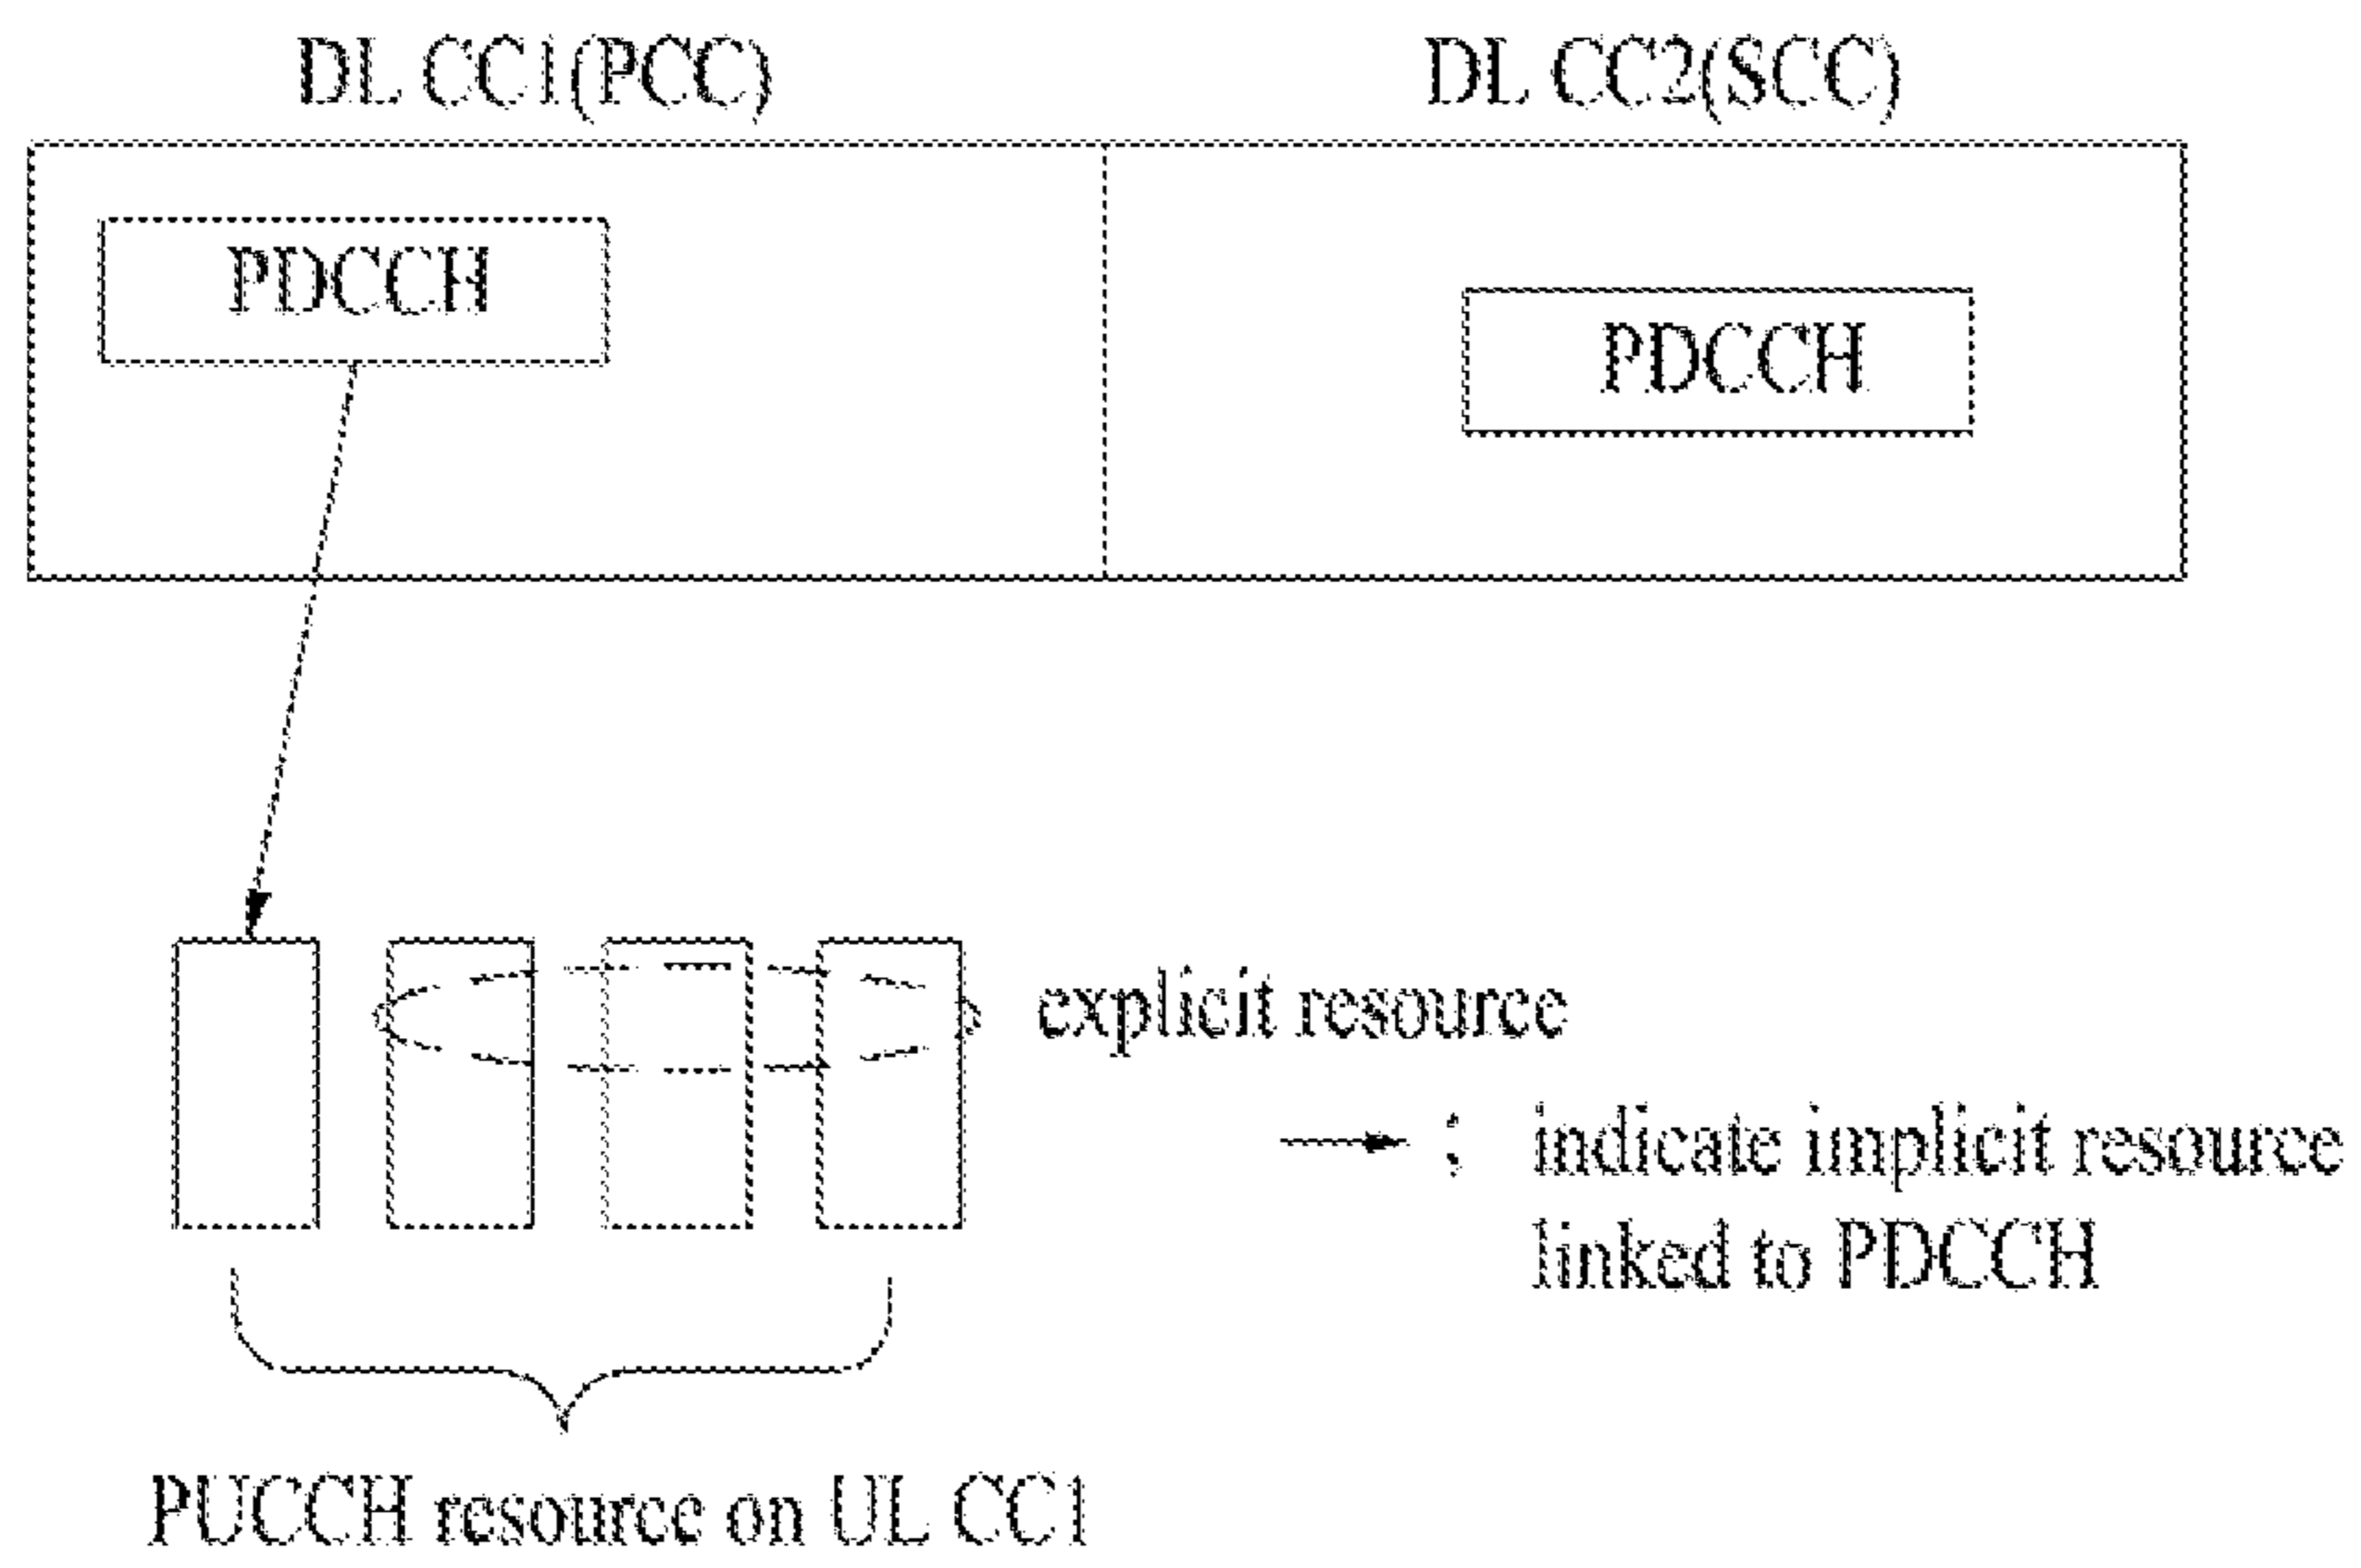 DL CC1(PCC)
DL CC2(SCC)
PDCCH
PDCCH
explicit resource
; indicate implicit resource
linked to PDCCH
PUCCH resource on UL CC1